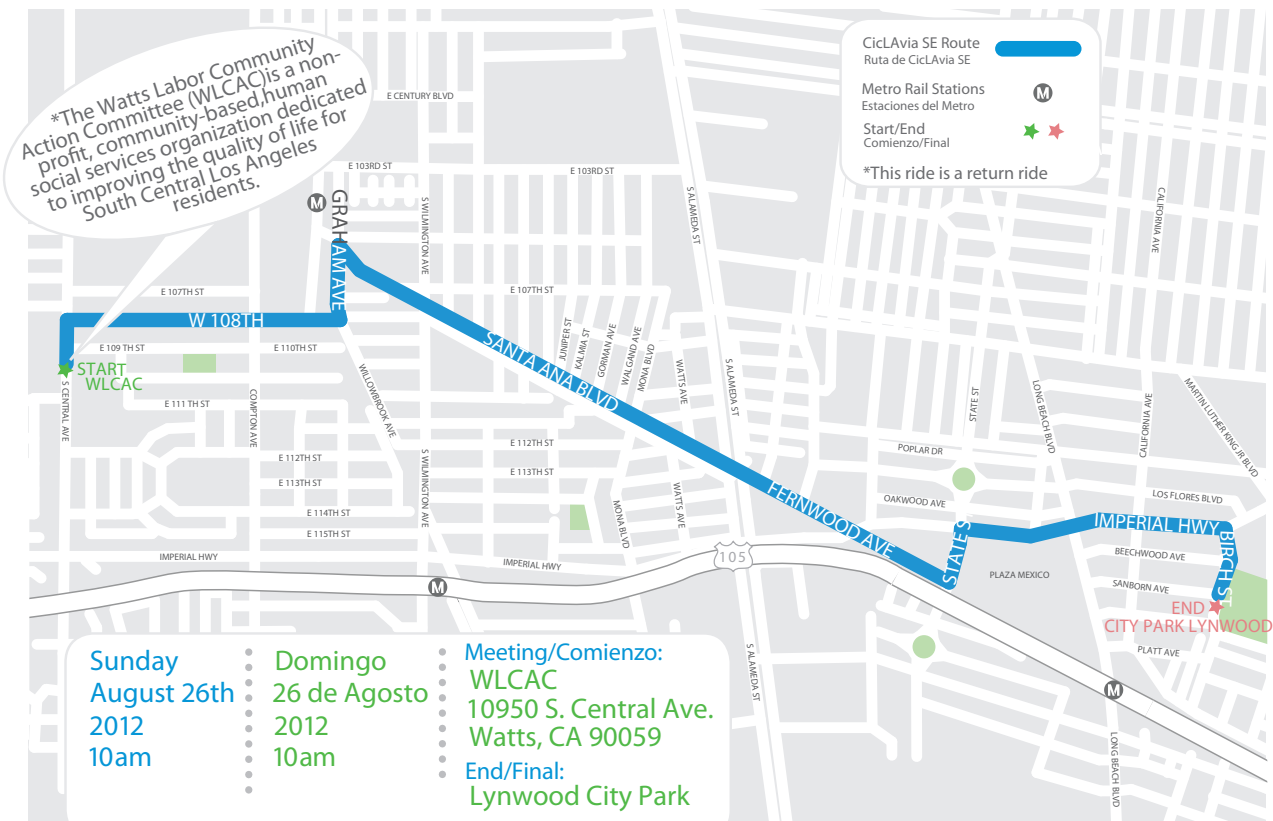 *The Watts Labor Community
Action Committee (WLCAC)is a non-
profit, community-based,human
social services organization dedicated
to improving the quality of life for
South Central Los Angeles
residents.
CicLAvia SE Route
Ruta de CicLAvia SE
Metro Rail Stations
Estaciones del Metro
M
Start/End
Comienzo/Final
*This ride is a return ride
E CENTURY BLVD
E 103RD ST
E 103RD ST
M
GRAHAM AVE
S WILMINGTON AVE
S ALAMEDA ST
CALIFORNIA AVE
E 107TH ST
E 107TH ST
W 108TH
E 109 TH ST
E 110TH ST
START
WLCAC
S CENTRAL AVE
E 111 TH ST
COMPTON AVE
WILLOWBROOK AVE
SANTA ANA BLVD
JUNIPER ST
KALMIA ST
GORMAN AVE
WALGAND AVE
MONA BLVD
WATTS AVE
S ALAMEDA ST
STATE ST
LONG BEACH BLVD
CALIFORNIA AVE
MARTIN LUTHER KING JR BLVD
E 112TH ST
E 112TH ST
E 113TH ST
E 113TH ST
E 114TH ST
E 115TH ST
S WILMINGTON AVE
MONA BLVD
WATTS AVE
POPLAR DR
OAKWOOD AVE
LOS FLORES BLVD
FERNWOOD AVE
STATE S
IMPERIAL HWY
BIRCH ST
BEECHWOOD AVE
SANBORN AVE
PLAZA MEXICO
IMPERIAL HWY
IMPERIAL HWY
105
M
END
CITY PARK LYNWOOD
PLATT AVE
S ALAMEDA ST
M
LONG BEACH BLVD
Sunday
August 26th
2012
10am
Domingo
26 de Agosto
2012
10am
Meeting/Comienzo:
WLCAC
10950 S. Central Ave.
Watts, CA 90059
End/Final:
Lynwood City Park